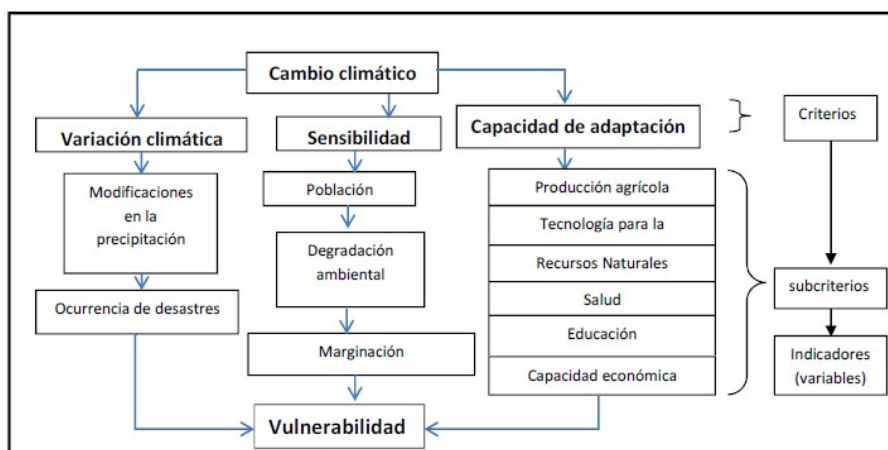 Cambio climático
Variación climática
Sensibilidad
Capacidad de adaptación
Criterios
Modificaciones
en la
precipitación
Ocurrencia de desastres
Población
Degradación
ambiental
Marginación
Producción agrícola
Tecnología para la
Recursos Naturales
Salud
Educación
Capacidad económica
subcriterios
Indicadores
(variables)
Vulnerabilidad